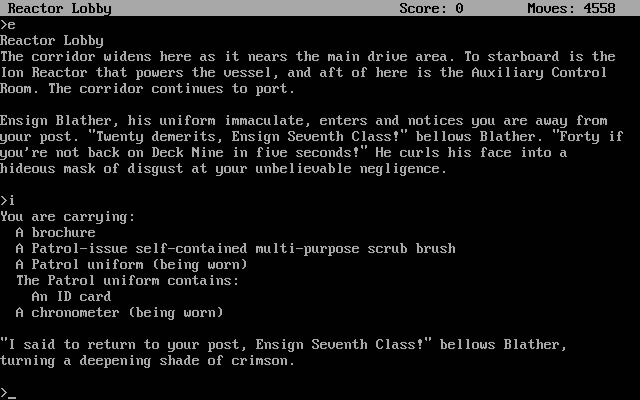 Reactor Lobby Score: 0 Moves: 4558
>e
Reactor Lobby
The corridor widens here as it nears the main drive area. To starboard is the
Ion Reactor that powers the vessel, and aft of here is the Auxiliary Control
Room. The corridor continues to port.
Ensign Blather, his uniform immaculate, enters and notices you are away from
your post. "Twenty demerits, Ensign Seventh Class!" bellows Blather. "Forty if
you're not back on Deck Nine in five seconds!" He curls his face into a
hideous mask of disgust at your unbelievable negligence.
>i
You are carrying:
A brochure
A Patrol-issue self-contained multi-purpose scrub brush
A Patrol uniform (being worn)
The Patrol uniform contains:
An ID card
A chronometer (being worn)
"I said to return to your post, Ensign Seventh Class!" bellows Blather,
turning a deepening shade of crimson.
>_